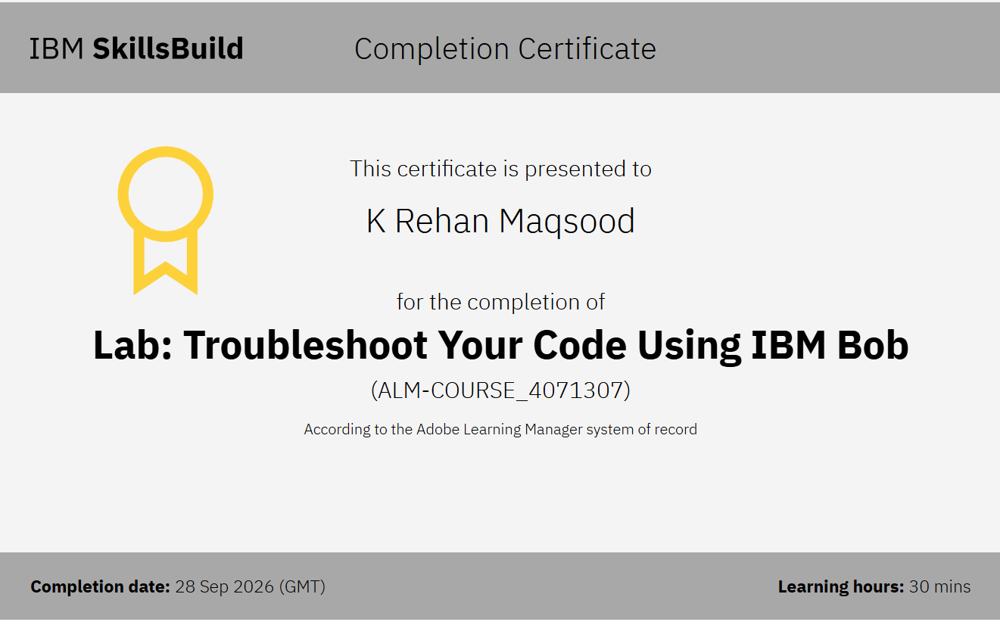 IBM SkillsBuild
Completion Certificate
This certificate is presented to
K Rehan Maqsood
for the completion of
Lab: Troubleshoot Your Code Using IBM Bob
(ALM-COURSE_4071307)
According to the Adobe Learning Manager system of record
Completion date: 28 Sep 2026 (GMT)
Learning hours: 30 mins